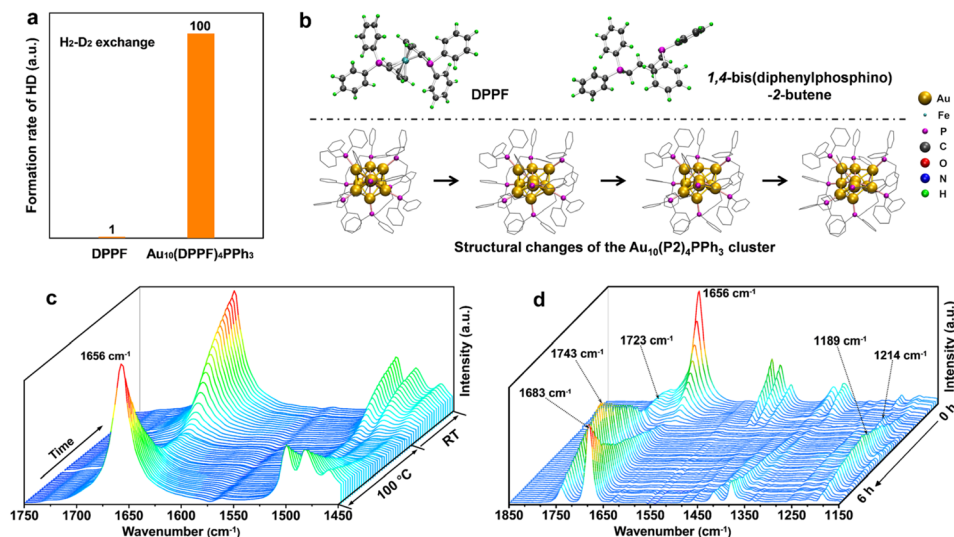 a
H₂-D₂ exchange
100
1
Formation rate of HD (a.u.)
DPPF
Au₁₀(DPPF)₄PPh₃
b
DPPF
1,4-bis(diphenylphosphino)
-2-butene
Au
Fe
P
C
O
N
H
Structural changes of the Au₁₀(P2)₄PPh₃ cluster
c
1656 cm⁻¹
Time
Intensity (a.u.)
RT
100 °C
1750
1700
1650
1600
1550
1500
1450
Wavenumber (cm⁻¹)
d
1656 cm⁻¹
1723 cm⁻¹
1743 cm⁻¹
1683 cm⁻¹
1189 cm⁻¹
1214 cm⁻¹
Intensity (a.u.)
0 h
6 h
1850
1750
1650
1550
1450
1350
1250
1150
Wavenumber (cm⁻¹)